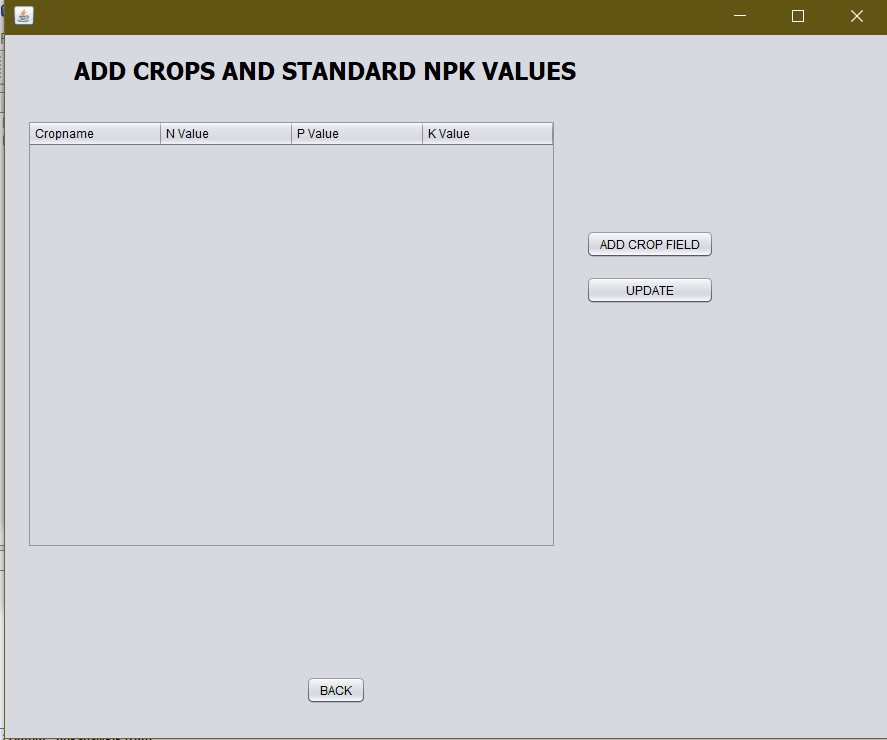 ADD CROPS AND STANDARD NPK VALUES
Cropname N Value P Value K Value
ADD CROP FIELD
UPDATE
BACK